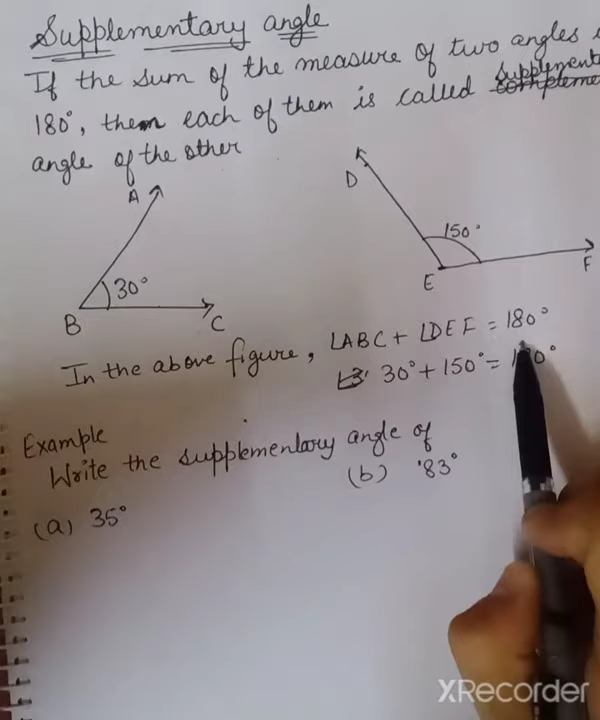 Supplementary angle
If the sum of the measure of two angles
180°, them each of them is called supplement
angle of the other
A
30°
B
C
D
150°
E
F
In the above figure, ∠ABC + ∠DEF = 180°
30° + 150° =
Example
Write the supplementary angle of
(a) 35°
(b) 83°
XRecorder